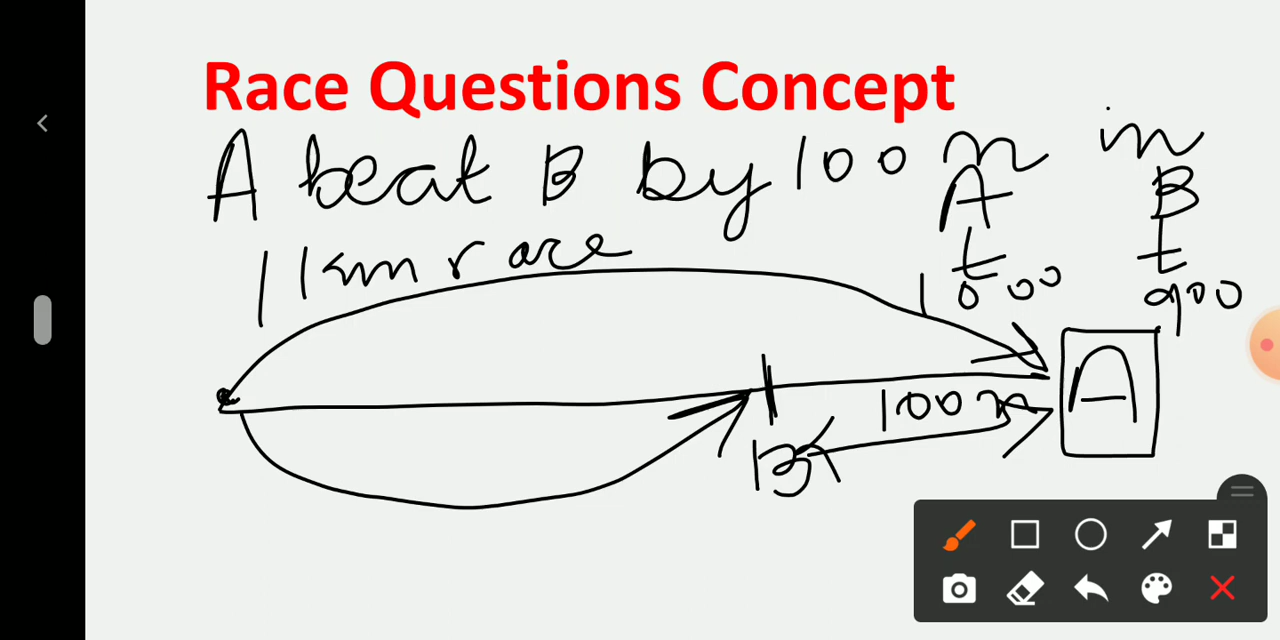 Race Questions Concept
A beat B by 100 m in
1 km race
A B
t t
1000 900
100 m A
B